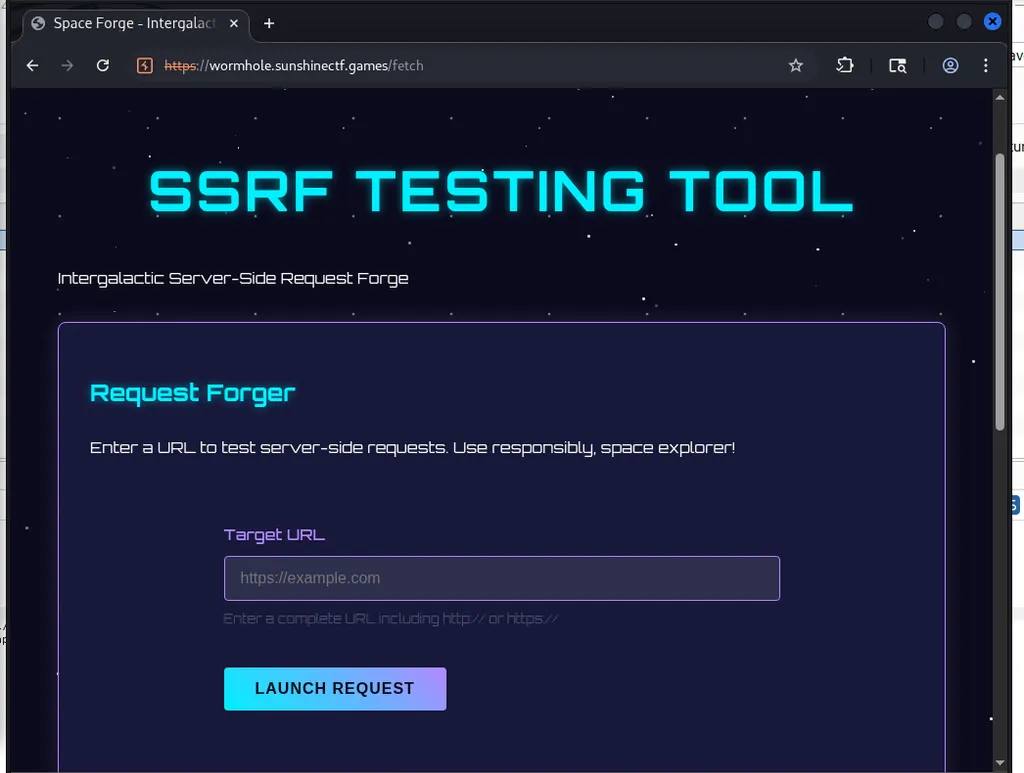 Space Forge - Intergalact
https://wormhole.sunshinectf.games/fetch
SSRF TESTING TOOL
Intergalactic Server-Side Request Forge
Request Forger
Enter a URL to test server-side requests. Use responsibly, space explorer!
Target URL
https://example.com
Enter a complete URL including http:// or https://
LAUNCH REQUEST